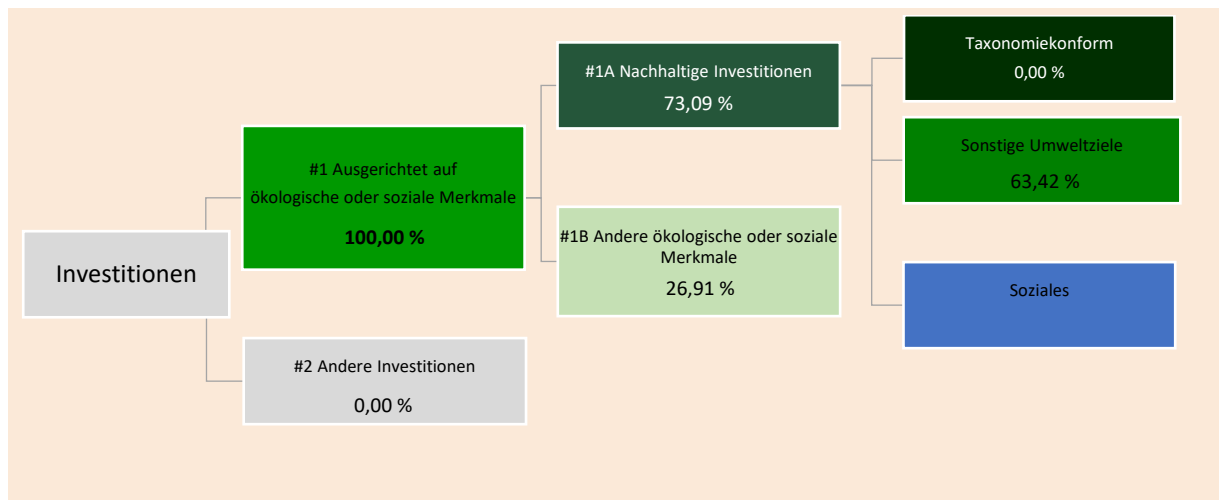 Investitionen
#1 Ausgerichtet auf
ökologische oder soziale Merkmale
100,00 %
#2 Andere Investitionen
0,00 %
#1A Nachhaltige Investitionen
73,09 %
#1B Andere ökologische oder soziale
Merkmale
26,91 %
Taxonomiekonform
0,00 %
Sonstige Umweltziele
63,42 %
Soziales